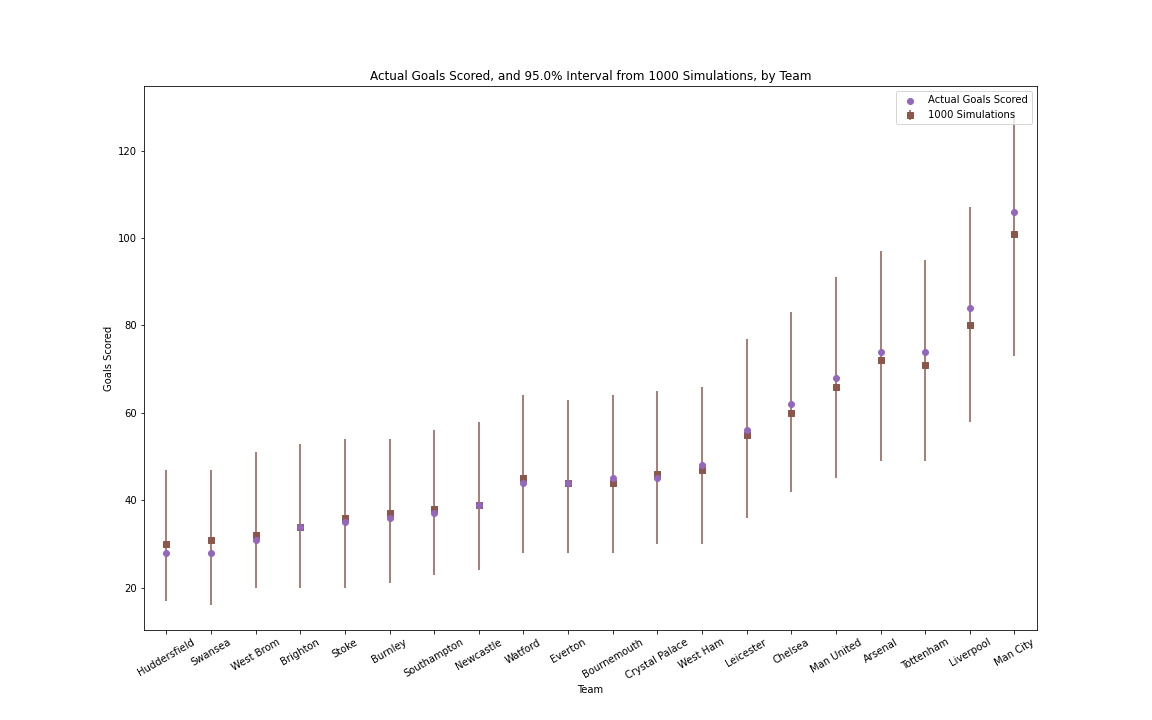 Actual Goals Scored, and 95.0% Interval from 1000 Simulations, by Team
Actual Goals Scored
1000 Simulations
120
100
80
60
40
20
Goals Scored
Huddersfield
Swansea
West Brom
Brighton
Stoke
Burnley
Southampton
Newcastle
Watford
Everton
Bournemouth
Crystal Palace
West Ham
Leicester
Chelsea
Man United
Arsenal
Tottenham
Liverpool
Man City
Team